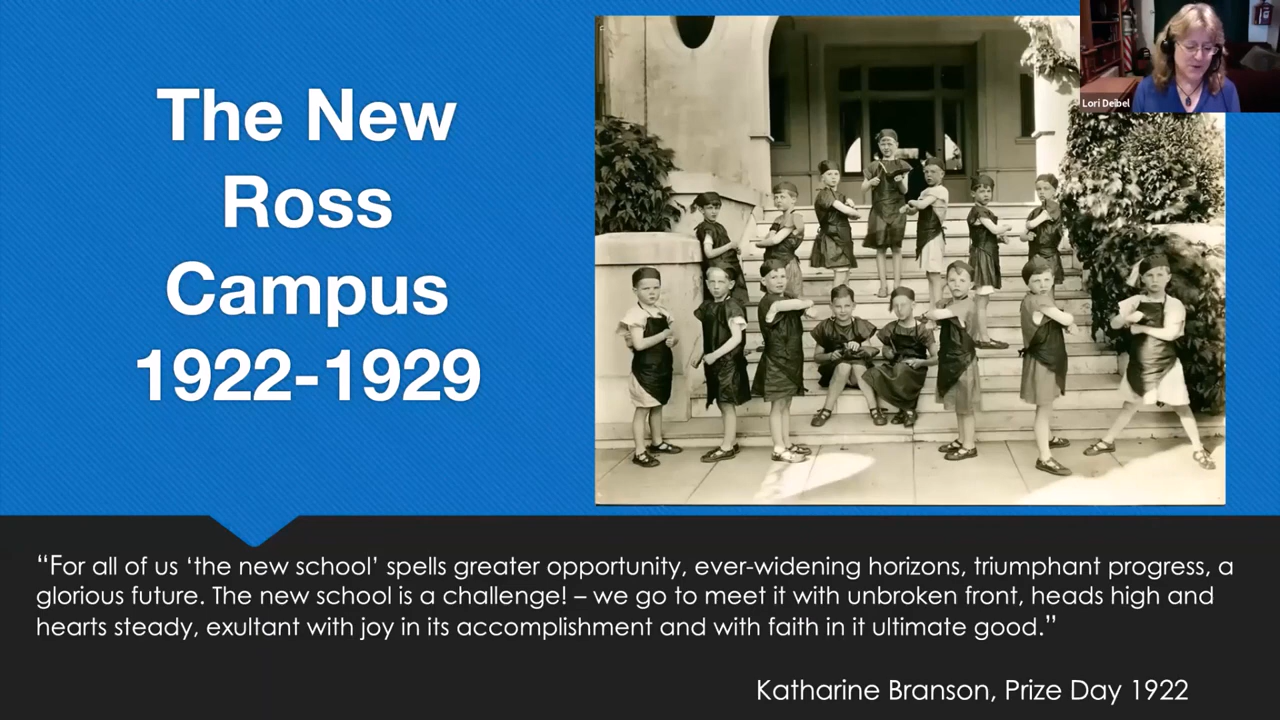 The New
Ross
Campus
1922-1929
Lori Deibel
“For all of us ‘the new school’ spells greater opportunity, ever-widening horizons, triumphant progress, a
glorious future. The new school is a challenge! – we go to meet it with unbroken front, heads high and
hearts steady, exultant with joy in its accomplishment and with faith in it ultimate good.”
Katharine Branson, Prize Day 1922